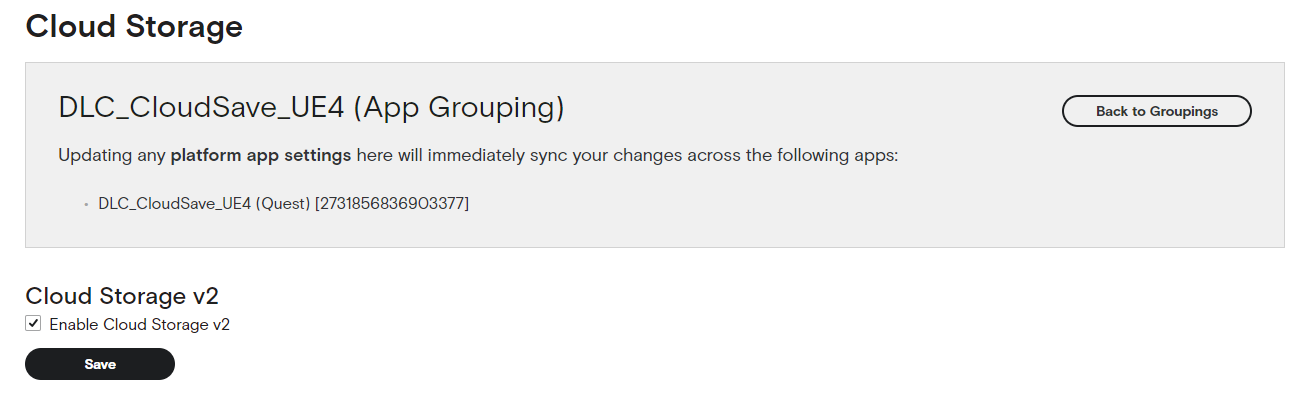 Cloud Storage
DLC_CloudSave_UE4 (App Grouping)
Back to Groupings
Updating any platform app settings here will immediately sync your changes across the following apps:
• DLC_CloudSave_UE4 (Quest) [2731856836903377]
Cloud Storage v2
Enable Cloud Storage v2
Save